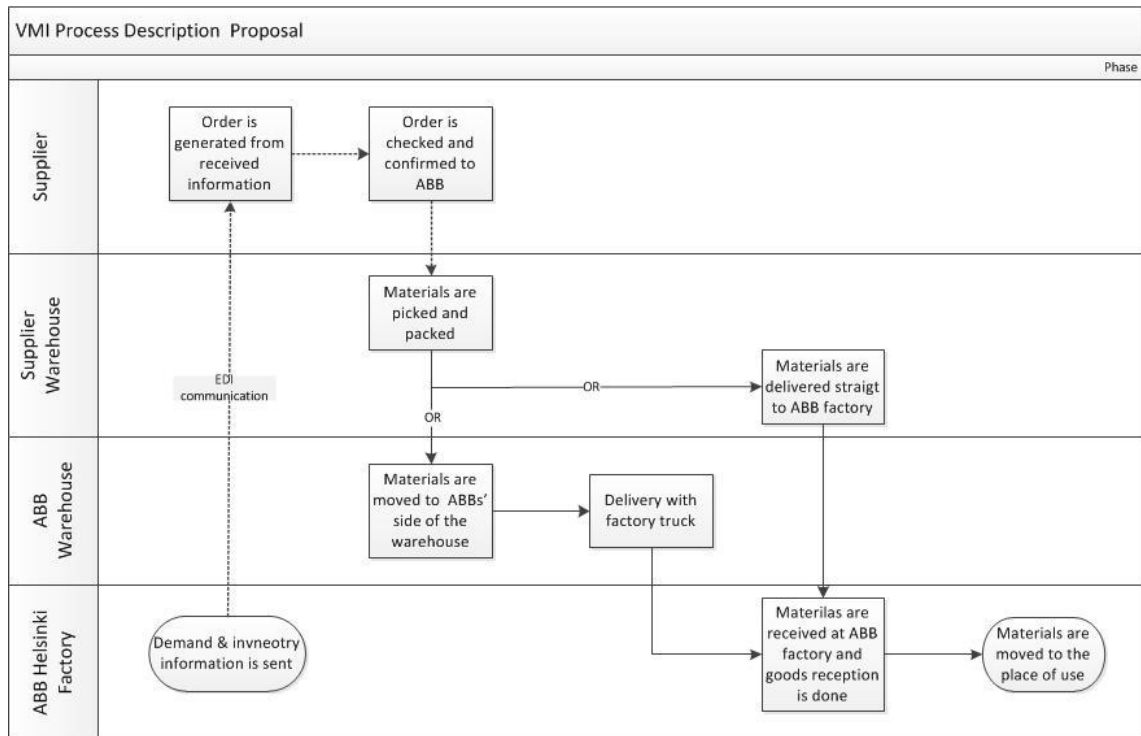 VMI Process Description  Proposal
Phase
Supplier
Order is
generated from
received
information
Order is
checked and
confirmed to
ABB
Supplier
Warehouse
Materials are
picked and
packed
EDI
communication
OR
OR
Materials are
delivered straigt
to ABB factory
ABB
Warehouse
Materials are
moved to  ABBs’
side of the
warehouse
Delivery with
factory truck
ABB Helsinki
Factory
Demand & invneotry
information is sent
Materilas are
received at ABB
factory and
goods reception
is done
Materials are
moved to the
place of use